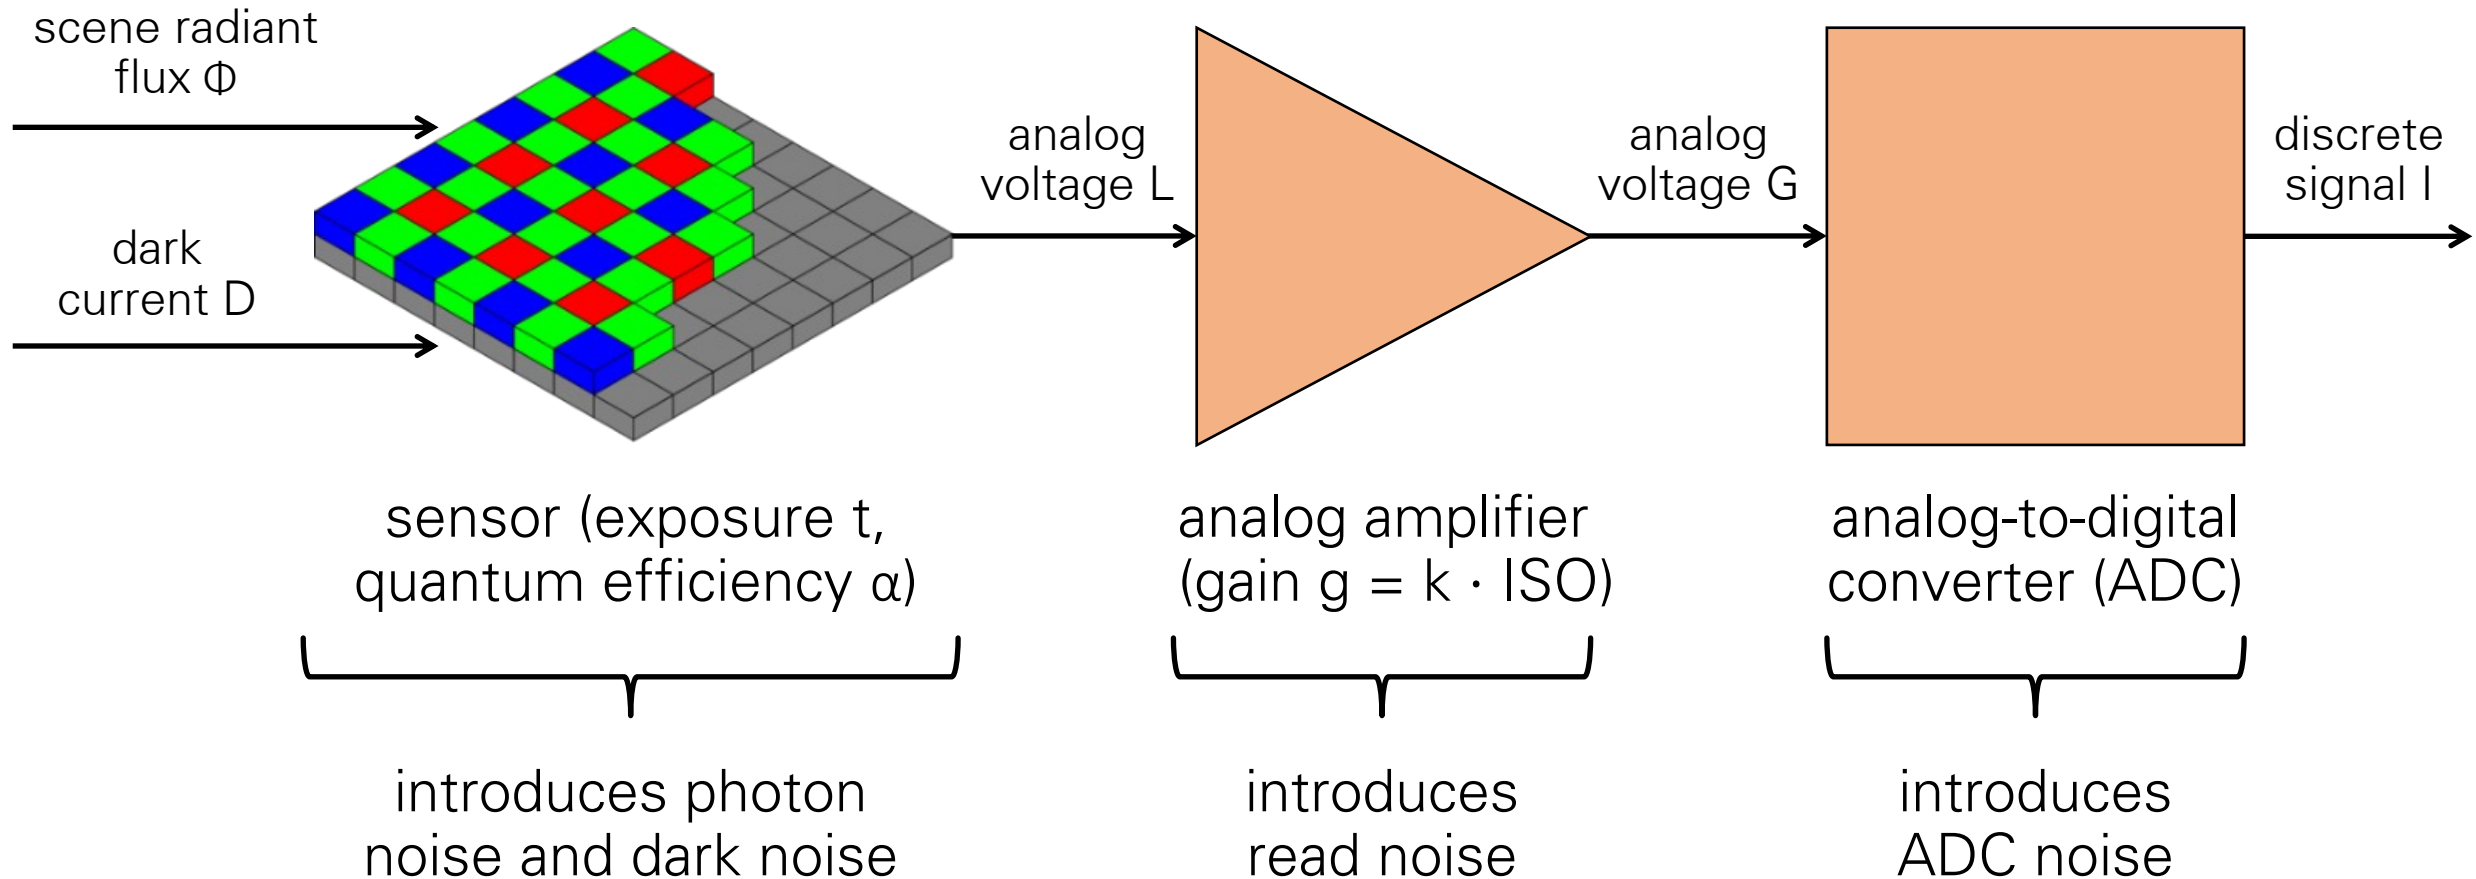 scene radiant
flux Φ
dark
current D
analog
voltage L
analog
voltage G
discrete
signal I
sensor (exposure t,
quantum efficiency α)
analog amplifier
(gain g = k · ISO)
analog-to-digital
converter (ADC)
introduces photon
noise and dark noise
introduces
read noise
introduces
ADC noise